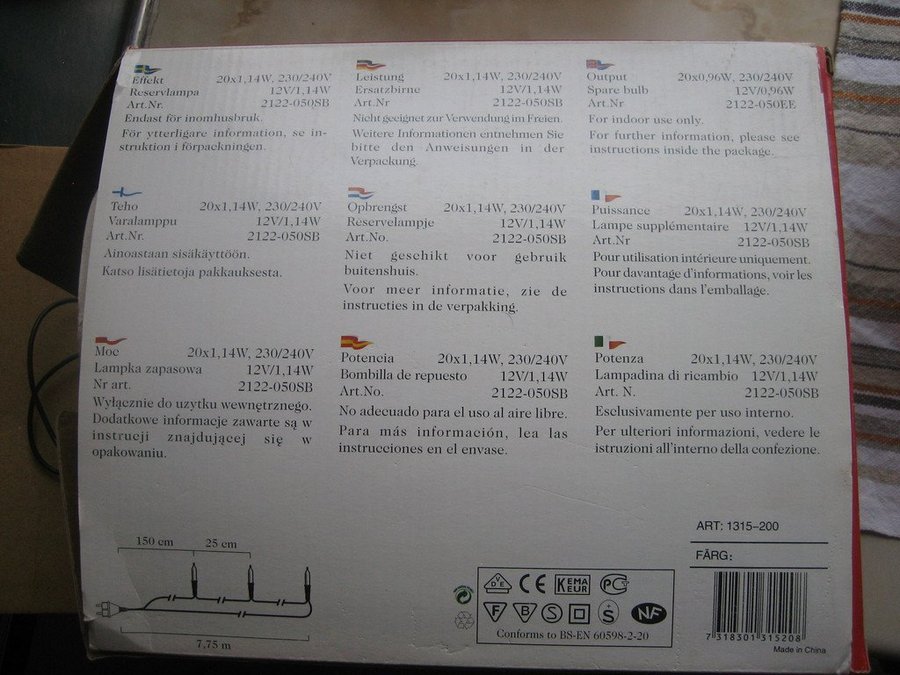 Effekt 20x1,14W, 230/240V
Reservlampa 12V/1,14W
Art.Nr. 2122-050SB
Endast för inomhusbruk.
För ytterligare information, se in-
struktion i förpackningen.
Leistung 20x1,14W, 230/240V
Ersatzbirne 12V/1,14W
Art.Nr 2122-050SB
Nicht geeignet zur Verwendung im Freien.
Weitere Informationen entnehmen Sie
bitte den Anweisungen in der
Verpackung.
Output 20x0,96W, 230/240V
Spare bulb 12V/0,96W
Art.Nr 2122-050EE
For indoor use only.
For further information, please see
instructions inside the package.
Teho 20x1,14W, 230/240V
Varalamppu 12V/1,14W
Art.Nr. 2122-050SB
Ainoastaan sisäkäyttöön.
Katso lisätietoja pakkauksesta.
Opbrengst 20x1,14W, 230/240V
Reservelampje 12V/1,14W
Art.No. 2122-050SB
Niet geschikt voor gebruik
buitenshuis.
Voor meer informatie, zie de
instructies in de verpakking.
Puissance 20x1,14W, 230/240V
Lampe supplémentaire 12V/1,14W
Art.Nr 2122-050SB
Pour utilisation intérieure uniquement.
Pour davantage d'informations, voir les
instructions dans l'emballage.
Moc 20x1,14W, 230/240V
Lampka zapasowa 12V/1,14W
Nr art. 2122-050SB
Wyłącznie do uzytku wewnętrznego.
Dodatkowe informacje zawarte są w
instrucji znajdującej się w
opakowaniu.
Potencia 20x1,14W, 230/240V
Bombilla de repuesto 12V/1,14W
Art.No. 2122-050SB
No adecuado para el uso al aire libre.
Para más información, lea las
instrucciones en el envase.
Potenza 20x1,14W, 230/240V
Lampadina di ricambio 12V/1,14W
Art. N. 2122-050SB
Esclusivamente per uso interno.
Per ulteriori informazioni, vedere le
istruzioni all'interno della confezione.
150 cm 25 cm
7,75 m
VDE CE KEMA EUR PCT
F B S S NF
Conforms to BS-EN 60598-2-20
ART: 1315-200
FÄRG:
7 318301 315208
Made in China